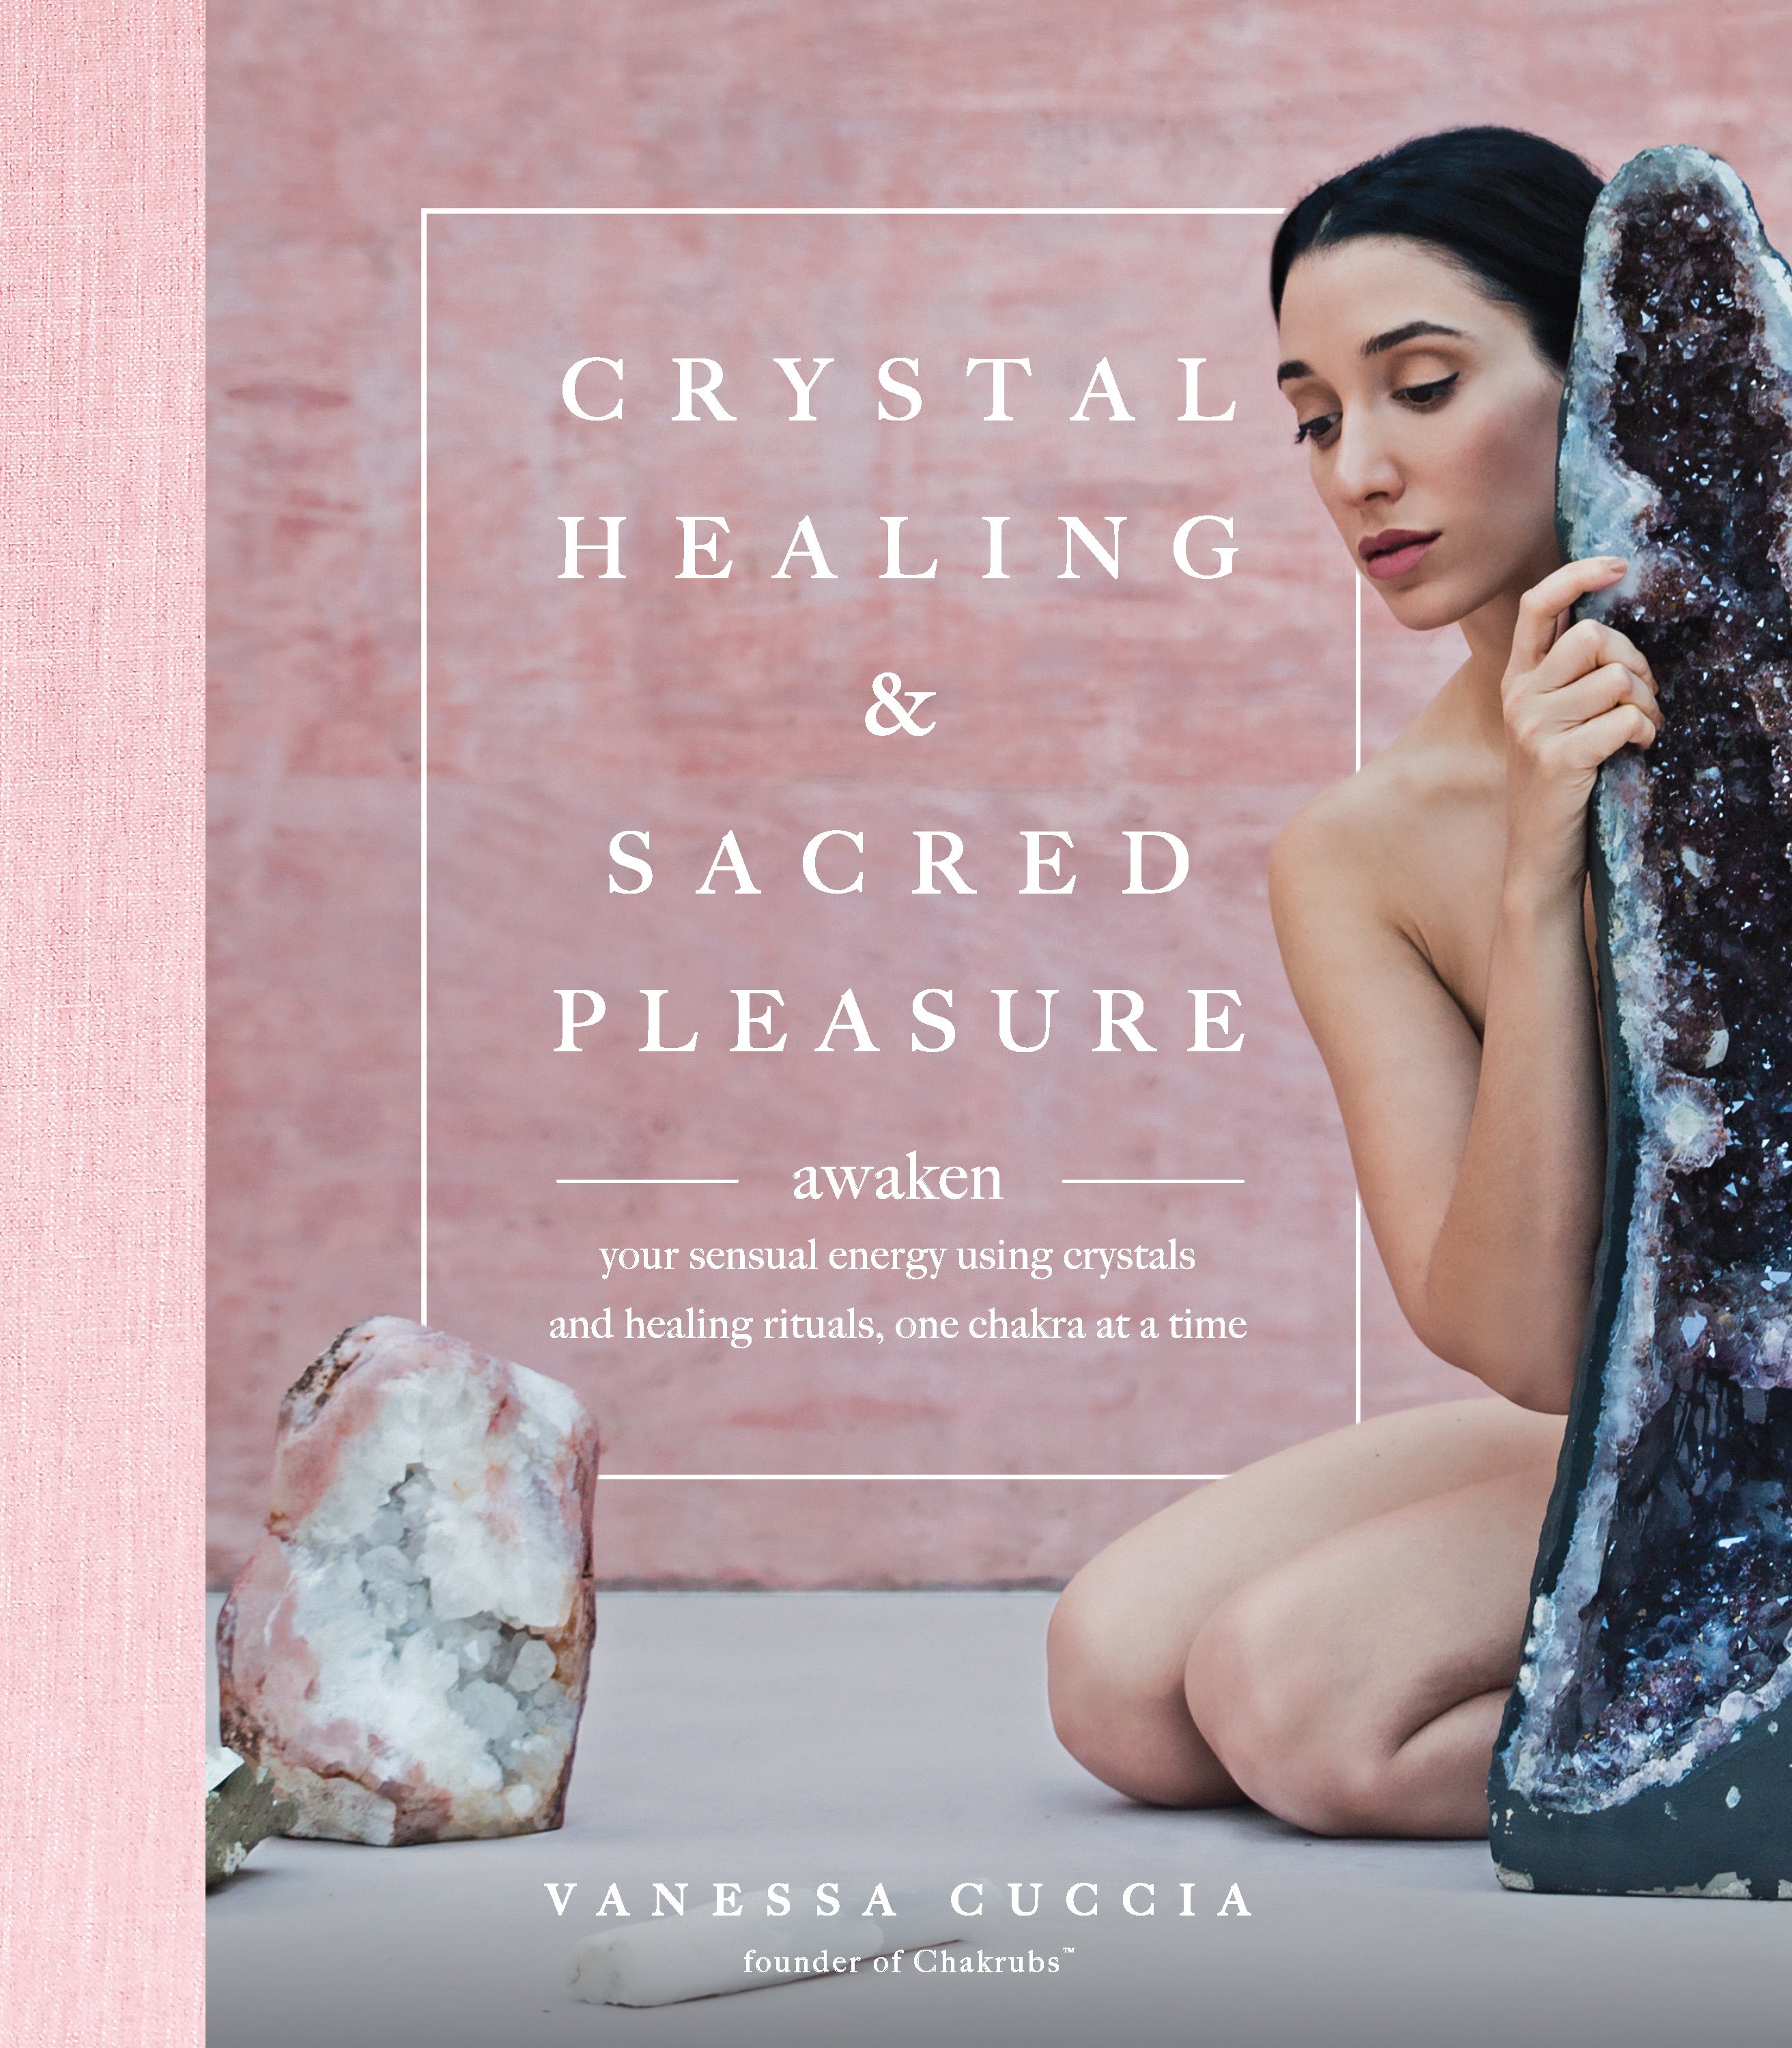 CRYSTAL
HEALING
&
SACRED
PLEASURE
awaken
your sensual energy using crystals
and healing rituals, one chakra at a time
VANESSA CUCCIA
founder of Chakrubs™